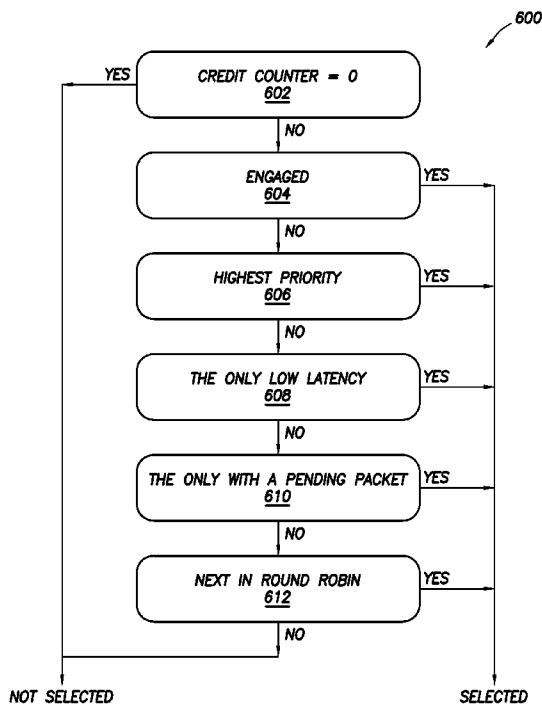 600
YES
CREDIT COUNTER = 0
602
NO
ENGAGED
604
YES
NO
HIGHEST PRIORITY
606
YES
NO
THE ONLY LOW LATENCY
608
YES
NO
THE ONLY WITH A PENDING PACKET
610
YES
NO
NEXT IN ROUND ROBIN
612
YES
NO
NOT SELECTED
SELECTED